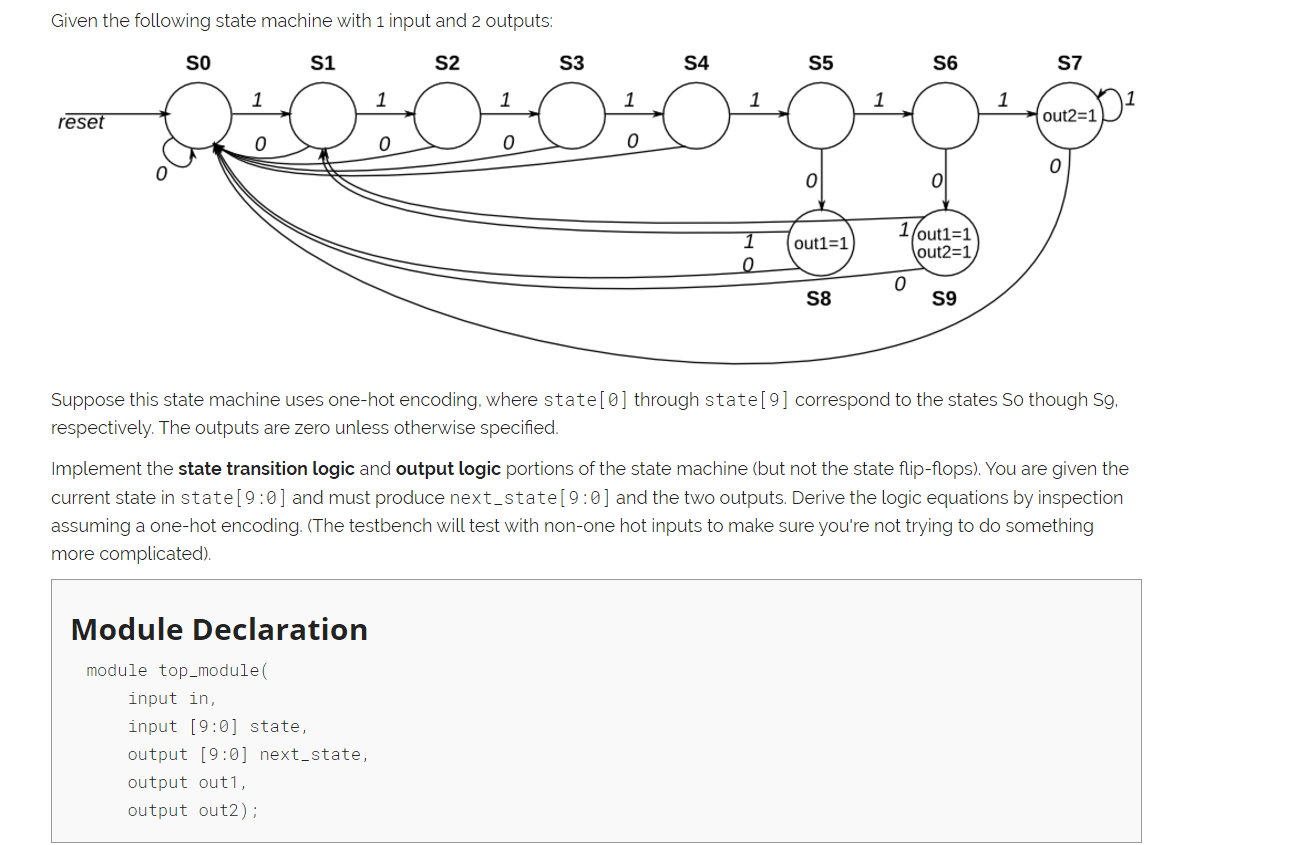 Given the following state machine with 1 input and 2 outputs:
S0 S1 S2 S3 S4 S5 S6 S7
1 1 1 1 1 1 1 1
reset
out2=1
0 0 0 0
0 0 0 0
1 out1=1 1 out1=1
0 out2=1
0
S8 S9
Suppose this state machine uses one-hot encoding, where state[0] through state[9] correspond to the states S0 though S9,
respectively. The outputs are zero unless otherwise specified.
Implement the state transition logic and output logic portions of the state machine (but not the state flip-flops). You are given the
current state in state[9:0] and must produce next_state[9:0] and the two outputs. Derive the logic equations by inspection
assuming a one-hot encoding. (The testbench will test with non-one hot inputs to make sure you're not trying to do something
more complicated).
Module Declaration
module top_module(
input in,
input [9:0] state,
output [9:0] next_state,
output out1,
output out2);